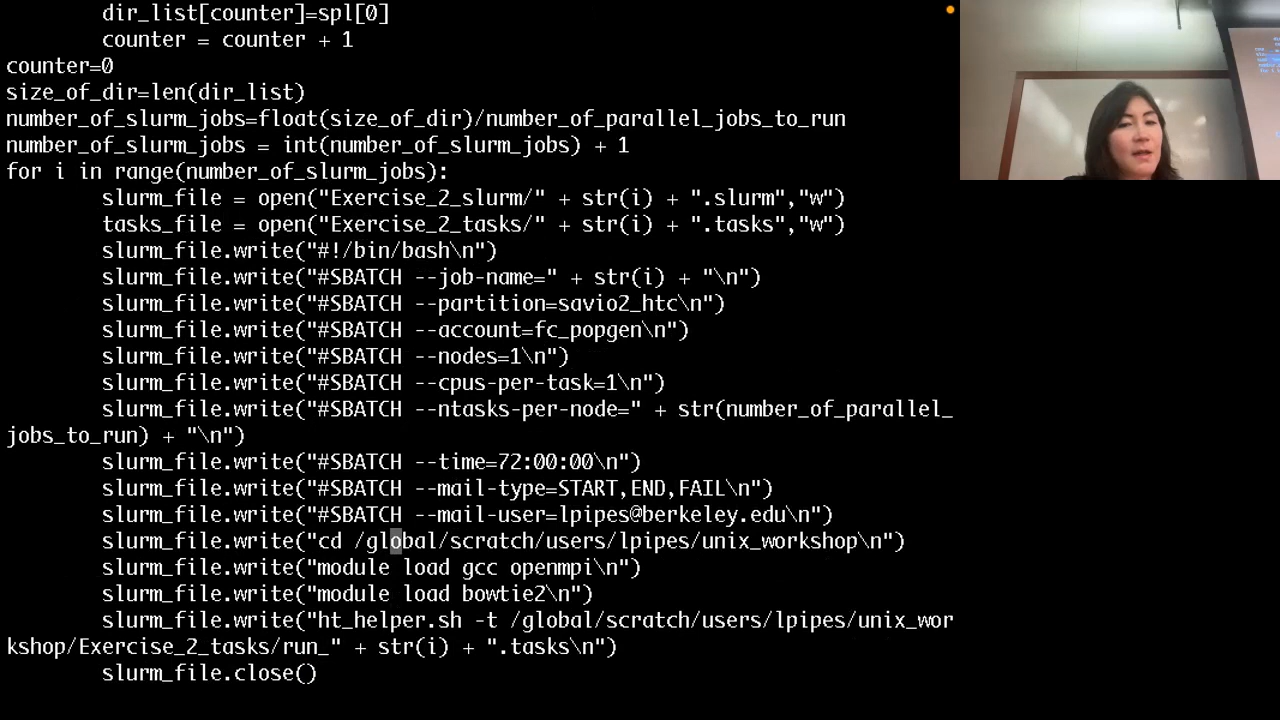 dir_list[counter]=spl[0]
counter = counter + 1
counter=0
size_of_dir=len(dir_list)
number_of_slurm_jobs=float(size_of_dir)/number_of_parallel_jobs_to_run
number_of_slurm_jobs = int(number_of_slurm_jobs) + 1
for i in range(number_of_slurm_jobs):
slurm_file = open("Exercise_2_slurm/" + str(i) + ".slurm","w")
tasks_file = open("Exercise_2_tasks/" + str(i) + ".tasks","w")
slurm_file.write("#!/bin/bash\n")
slurm_file.write("#SBATCH --job-name=" + str(i) + "\n")
slurm_file.write("#SBATCH --partition=savio2_htc\n")
slurm_file.write("#SBATCH --account=fc_popgen\n")
slurm_file.write("#SBATCH --nodes=1\n")
slurm_file.write("#SBATCH --cpus-per-task=1\n")
slurm_file.write("#SBATCH --ntasks-per-node=" + str(number_of_parallel_
jobs_to_run) + "\n")
slurm_file.write("#SBATCH --time=72:00:00\n")
slurm_file.write("#SBATCH --mail-type=START,END,FAIL\n")
slurm_file.write("#SBATCH --mail-user=lpipes@berkeley.edu\n")
slurm_file.write("cd /global/scratch/users/lpipes/unix_workshop\n")
slurm_file.write("module load gcc openmpi\n")
slurm_file.write("module load bowtie2\n")
slurm_file.write("ht_helper.sh -t /global/scratch/users/lpipes/unix_wor
kshop/Exercise_2_tasks/run_" + str(i) + ".tasks\n")
slurm_file.close()